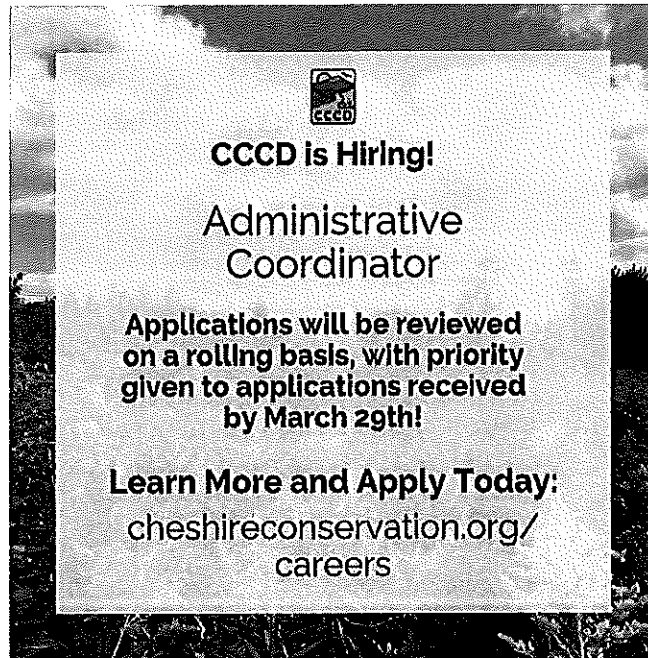 CCCD
CCCD is Hiring!
Administrative
Coordinator
Applications will be reviewed
on a rolling basis, with priority
given to applications received
by March 29th!
Learn More and Apply Today:
cheshireconservation.org/
careers